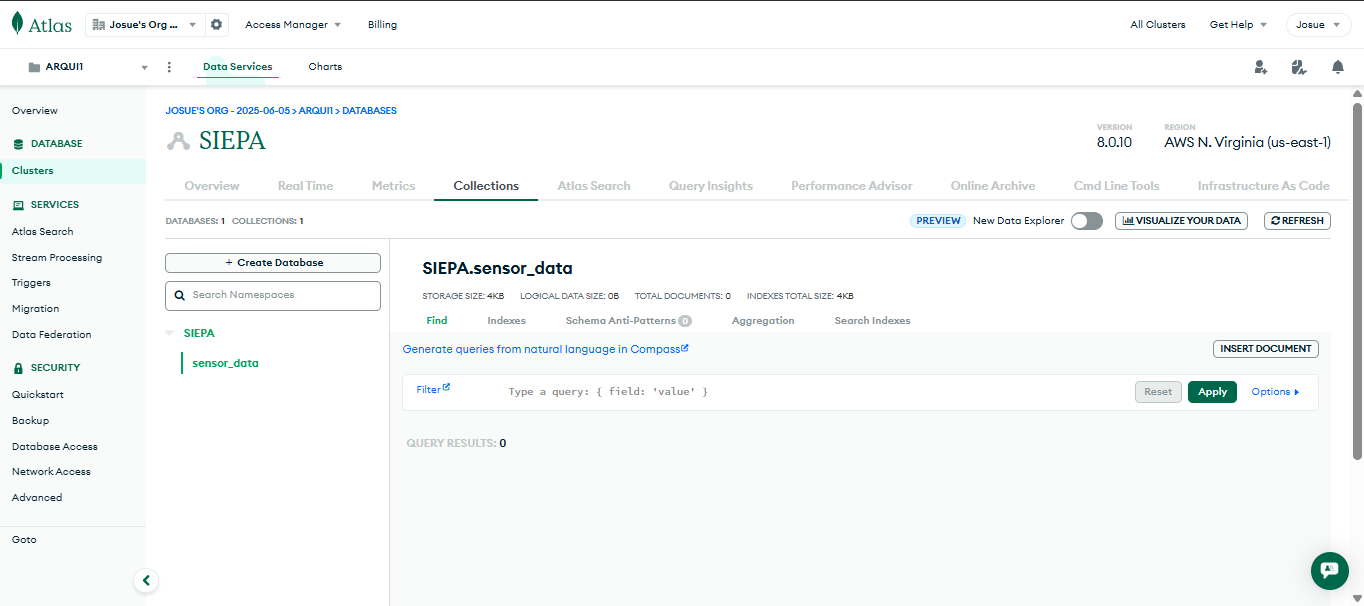 Atlas
Josue's Org ...
Access Manager
Billing
All Clusters
Get Help
Josue
ARQUI1
Data Services
Charts
Overview
DATABASE
Clusters
SERVICES
Atlas Search
Stream Processing
Triggers
Migration
Data Federation
SECURITY
Quickstart
Backup
Database Access
Network Access
Advanced
Goto
JOSUE'S ORG - 2025-06-05 > ARQUI1 > DATABASES
SIEPA
VERSION
8.0.10
REGION
AWS N. Virginia (us-east-1)
Overview
Real Time
Metrics
Collections
Atlas Search
Query Insights
Performance Advisor
Online Archive
Cmd Line Tools
Infrastructure As Code
DATABASES: 1 COLLECTIONS: 1
PREVIEW
New Data Explorer
VISUALIZE YOUR DATA
REFRESH
+ Create Database
Search Namespaces
SIEPA
sensor_data
SIEPA.sensor_data
STORAGE SIZE: 4KB LOGICAL DATA SIZE: 0B TOTAL DOCUMENTS: 0 INDEXES TOTAL SIZE: 4KB
Find
Indexes
Schema Anti-Patterns 0
Aggregation
Search Indexes
Generate queries from natural language in Compass
INSERT DOCUMENT
Filter
Type a query: { field: 'value' }
Reset
Apply
Options
QUERY RESULTS: 0